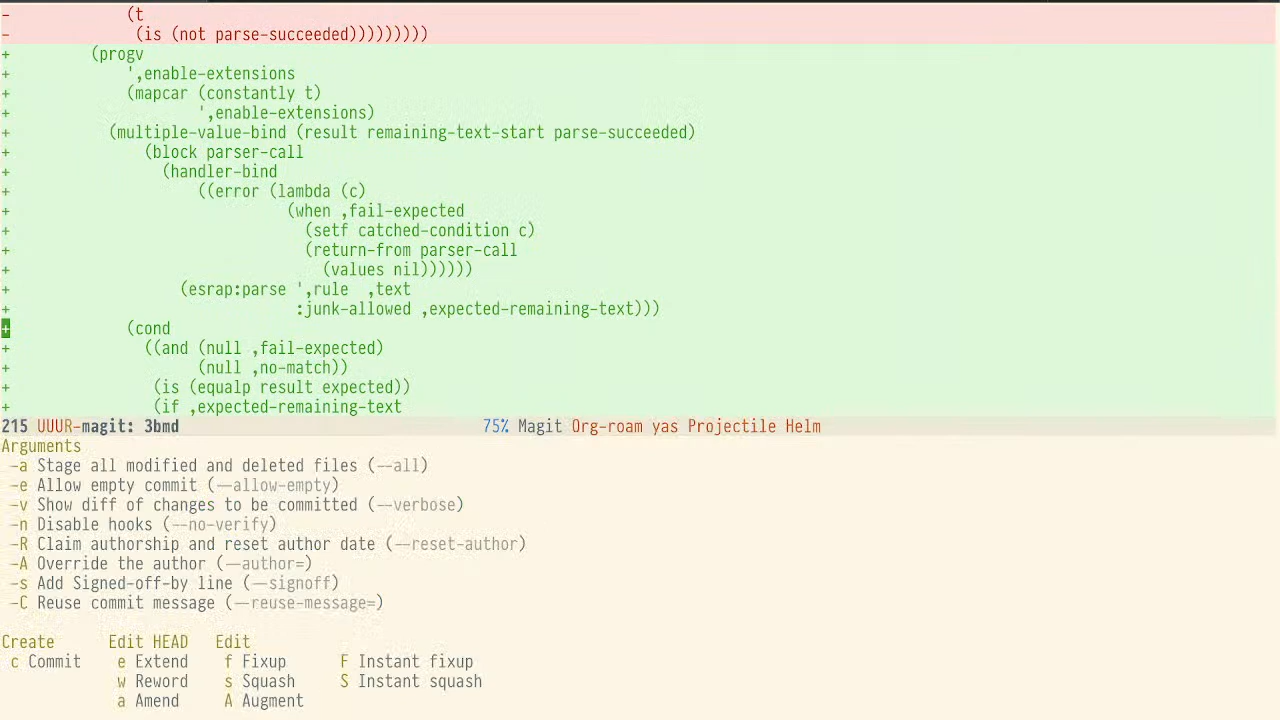 -             (t
-              (is (not parse-succeeded)))))))))
+         (progv
+             ',enable-extensions
+             (mapcar (constantly t)
+                     ',enable-extensions)
+           (multiple-value-bind (result remaining-text-start parse-succeeded)
+               (block parser-call
+                 (handler-bind
+                     ((error (lambda (c)
+                               (when ,fail-expected
+                                 (setf catched-condition c)
+                                 (return-from parser-call
+                                   (values nil))))))
+                   (esrap:parse ',rule  ,text
+                                :junk-allowed ,expected-remaining-text)))
+             (cond
+               ((and (null ,fail-expected)
+                     (null ,no-match))
+                (is (equalp result expected))
+                (if ,expected-remaining-text
215 UUUR-magit: 3bmd 75% Magit Org-roam yas Projectile Helm
Arguments
-a Stage all modified and deleted files (--all)
-e Allow empty commit (--allow-empty)
-v Show diff of changes to be committed (--verbose)
-n Disable hooks (--no-verify)
-R Claim authorship and reset author date (--reset-author)
-A Override the author (--author=)
-s Add Signed-off-by line (--signoff)
-C Reuse commit message (--reuse-message=)
Create Edit HEAD Edit
c Commit e Extend f Fixup F Instant fixup
w Reword s Squash S Instant squash
a Amend A Augment